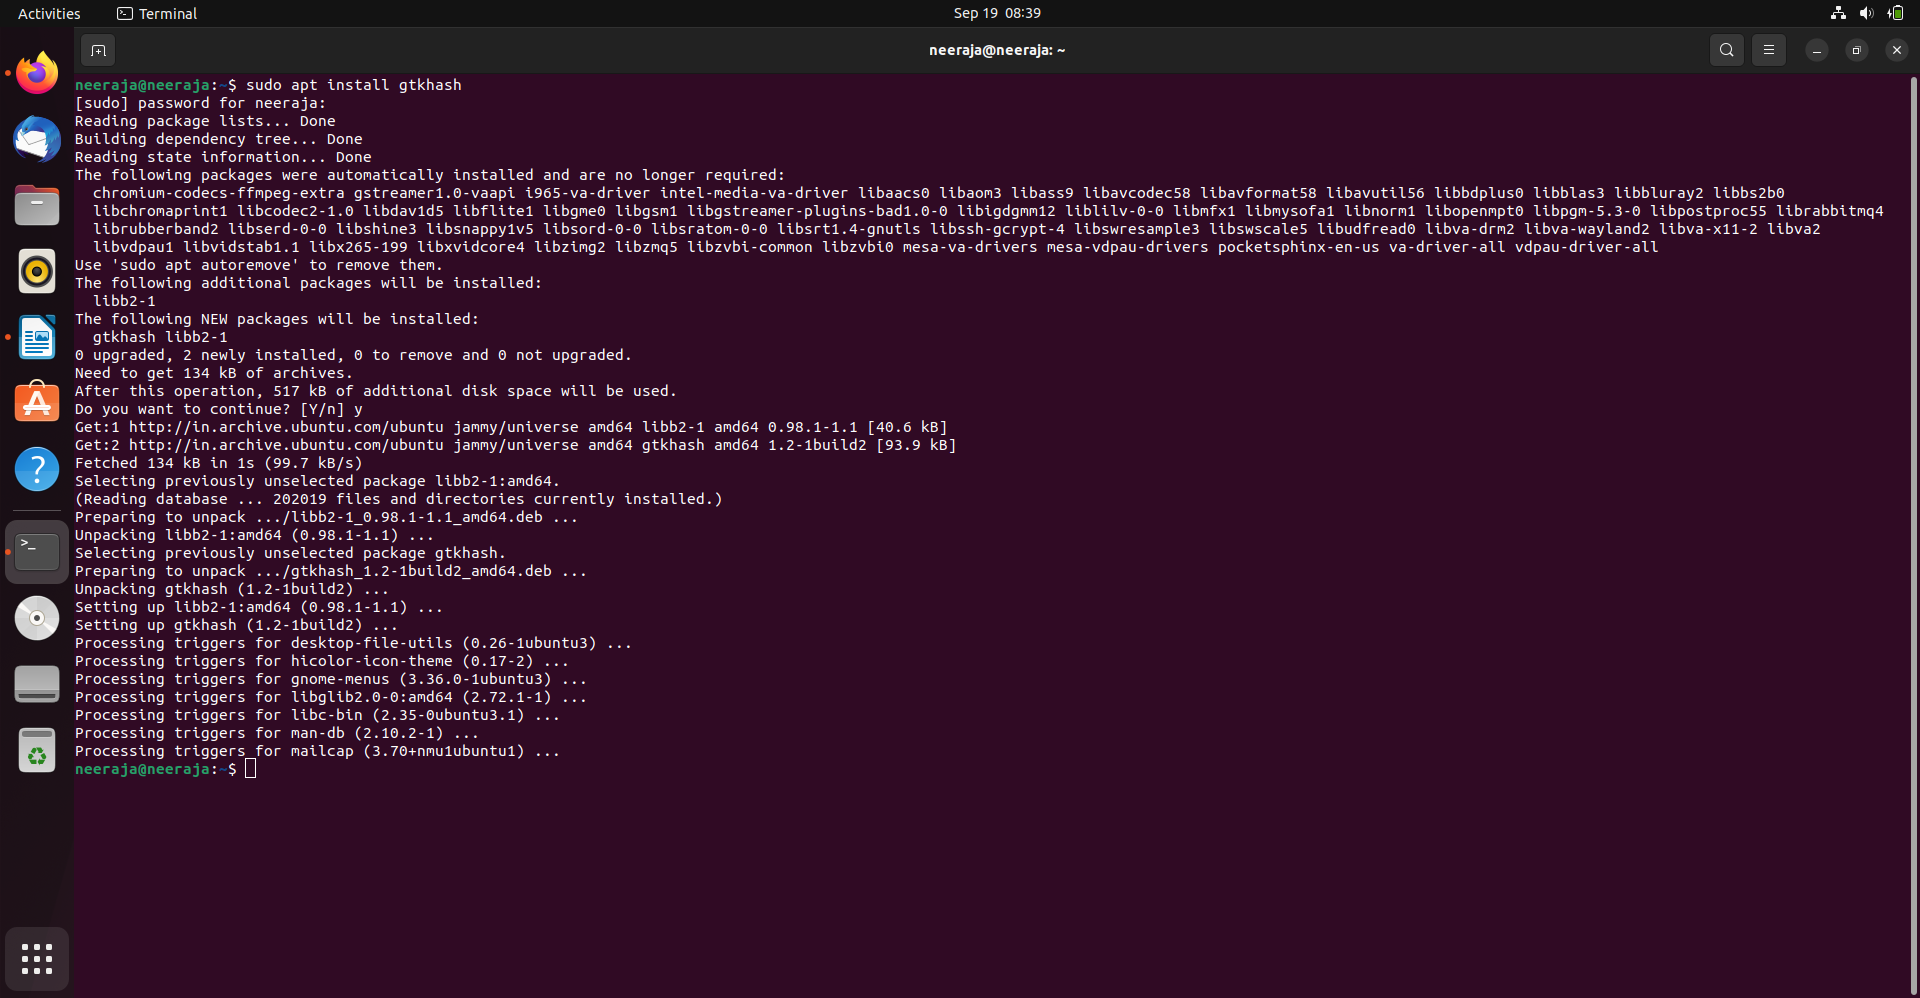 Activities Terminal Sep 19 08:39
neeraja@neeraja: ~
neeraja@neeraja:~$ sudo apt install gtkhash
[sudo] password for neeraja:
Reading package lists... Done
Building dependency tree... Done
Reading state information... Done
The following packages were automatically installed and are no longer required:
  chromium-codecs-ffmpeg-extra gstreamer1.0-vaapi i965-va-driver intel-media-va-driver libaacs0 libaom3 libass9 libavcodec58 libavformat58 libavutil56 libbdplus0 libblas3 libbluray2 libbs2b0
  libchromaprint1 libcodec2-1.0 libdav1d5 libflite1 libgme0 libgsm1 libgstreamer-plugins-bad1.0-0 libigdgmm12 liblilv-0-0 libmfx1 libmysofa1 libnorm1 libopenmpt0 libpgm-5.3-0 libpostproc55 librabbitmq4
  librubberband2 libserd-0-0 libshine3 libsnappy1v5 libsord-0-0 libsratom-0-0 libsrt1.4-gnutls libssh-gcrypt-4 libswresample3 libswscale5 libudfread0 libva-drm2 libva-wayland2 libva-x11-2 libva2
  libvdpau1 libvidstab1.1 libx265-199 libxvidcore4 libzimg2 libzmq5 libzvbi-common libzvbi0 mesa-va-drivers mesa-vdpau-drivers pocketsphinx-en-us va-driver-all vdpau-driver-all
Use 'sudo apt autoremove' to remove them.
The following additional packages will be installed:
  libb2-1
The following NEW packages will be installed:
  gtkhash libb2-1
0 upgraded, 2 newly installed, 0 to remove and 0 not upgraded.
Need to get 134 kB of archives.
After this operation, 517 kB of additional disk space will be used.
Do you want to continue? [Y/n] y
Get:1 http://in.archive.ubuntu.com/ubuntu jammy/universe amd64 libb2-1 amd64 0.98.1-1.1 [40.6 kB]
Get:2 http://in.archive.ubuntu.com/ubuntu jammy/universe amd64 gtkhash amd64 1.2-1build2 [93.9 kB]
Fetched 134 kB in 1s (99.7 kB/s)
Selecting previously unselected package libb2-1:amd64.
(Reading database ... 202019 files and directories currently installed.)
Preparing to unpack .../libb2-1_0.98.1-1.1_amd64.deb ...
Unpacking libb2-1:amd64 (0.98.1-1.1) ...
Selecting previously unselected package gtkhash.
Preparing to unpack .../gtkhash_1.2-1build2_amd64.deb ...
Unpacking gtkhash (1.2-1build2) ...
Setting up libb2-1:amd64 (0.98.1-1.1) ...
Setting up gtkhash (1.2-1build2) ...
Processing triggers for desktop-file-utils (0.26-1ubuntu3) ...
Processing triggers for hicolor-icon-theme (0.17-2) ...
Processing triggers for gnome-menus (3.36.0-1ubuntu3) ...
Processing triggers for libglib2.0-0:amd64 (2.72.1-1) ...
Processing triggers for libc-bin (2.35-0ubuntu3.1) ...
Processing triggers for man-db (2.10.2-1) ...
Processing triggers for mailcap (3.70+nmu1ubuntu1) ...
neeraja@neeraja:~$